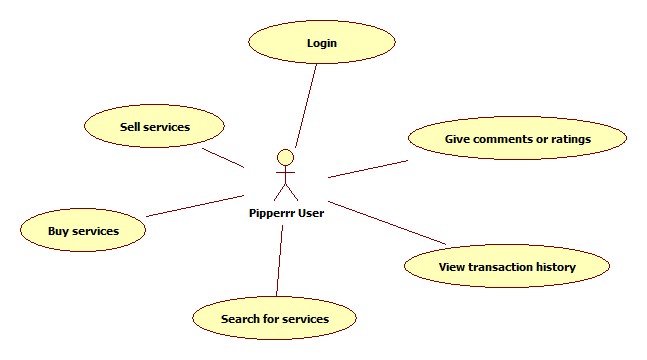 Login
Sell services
Give comments or ratings
Pipperrr User
Buy services
View transaction history
Search for services